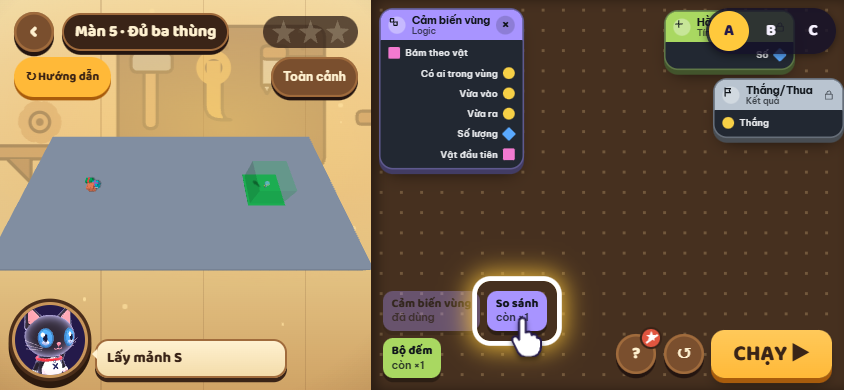 Màn 5 · Đủ ba thùng
Hướng dẫn
Toàn cảnh
Lấy mảnh S
Cảm biến vùng
Logic
Bám theo vật
Có ai trong vùng
Vừa vào
Vừa ra
Số lượng
Vật đầu tiên
A
B
C
Số
Thắng/Thua
Kết quả
Thắng
Cảm biến vùng
đã dùng
So sánh
còn ×1
Bộ đếm
còn ×1
?
CHẠY